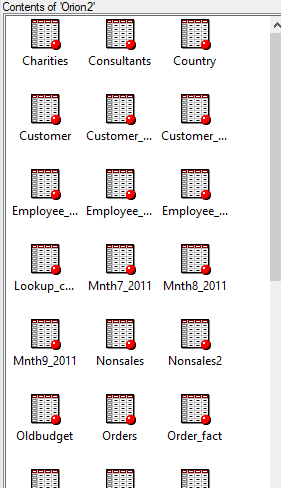 Contents of 'Orion2'
Charities Consultants Country
Customer Customer_... Customer_...
Employee_... Employee_... Employee_...
Lookup_c... Mnth7_2011 Mnth8_2011
Mnth9_2011 Nonsales Nonsales2
Oldbudget Orders Order_fact